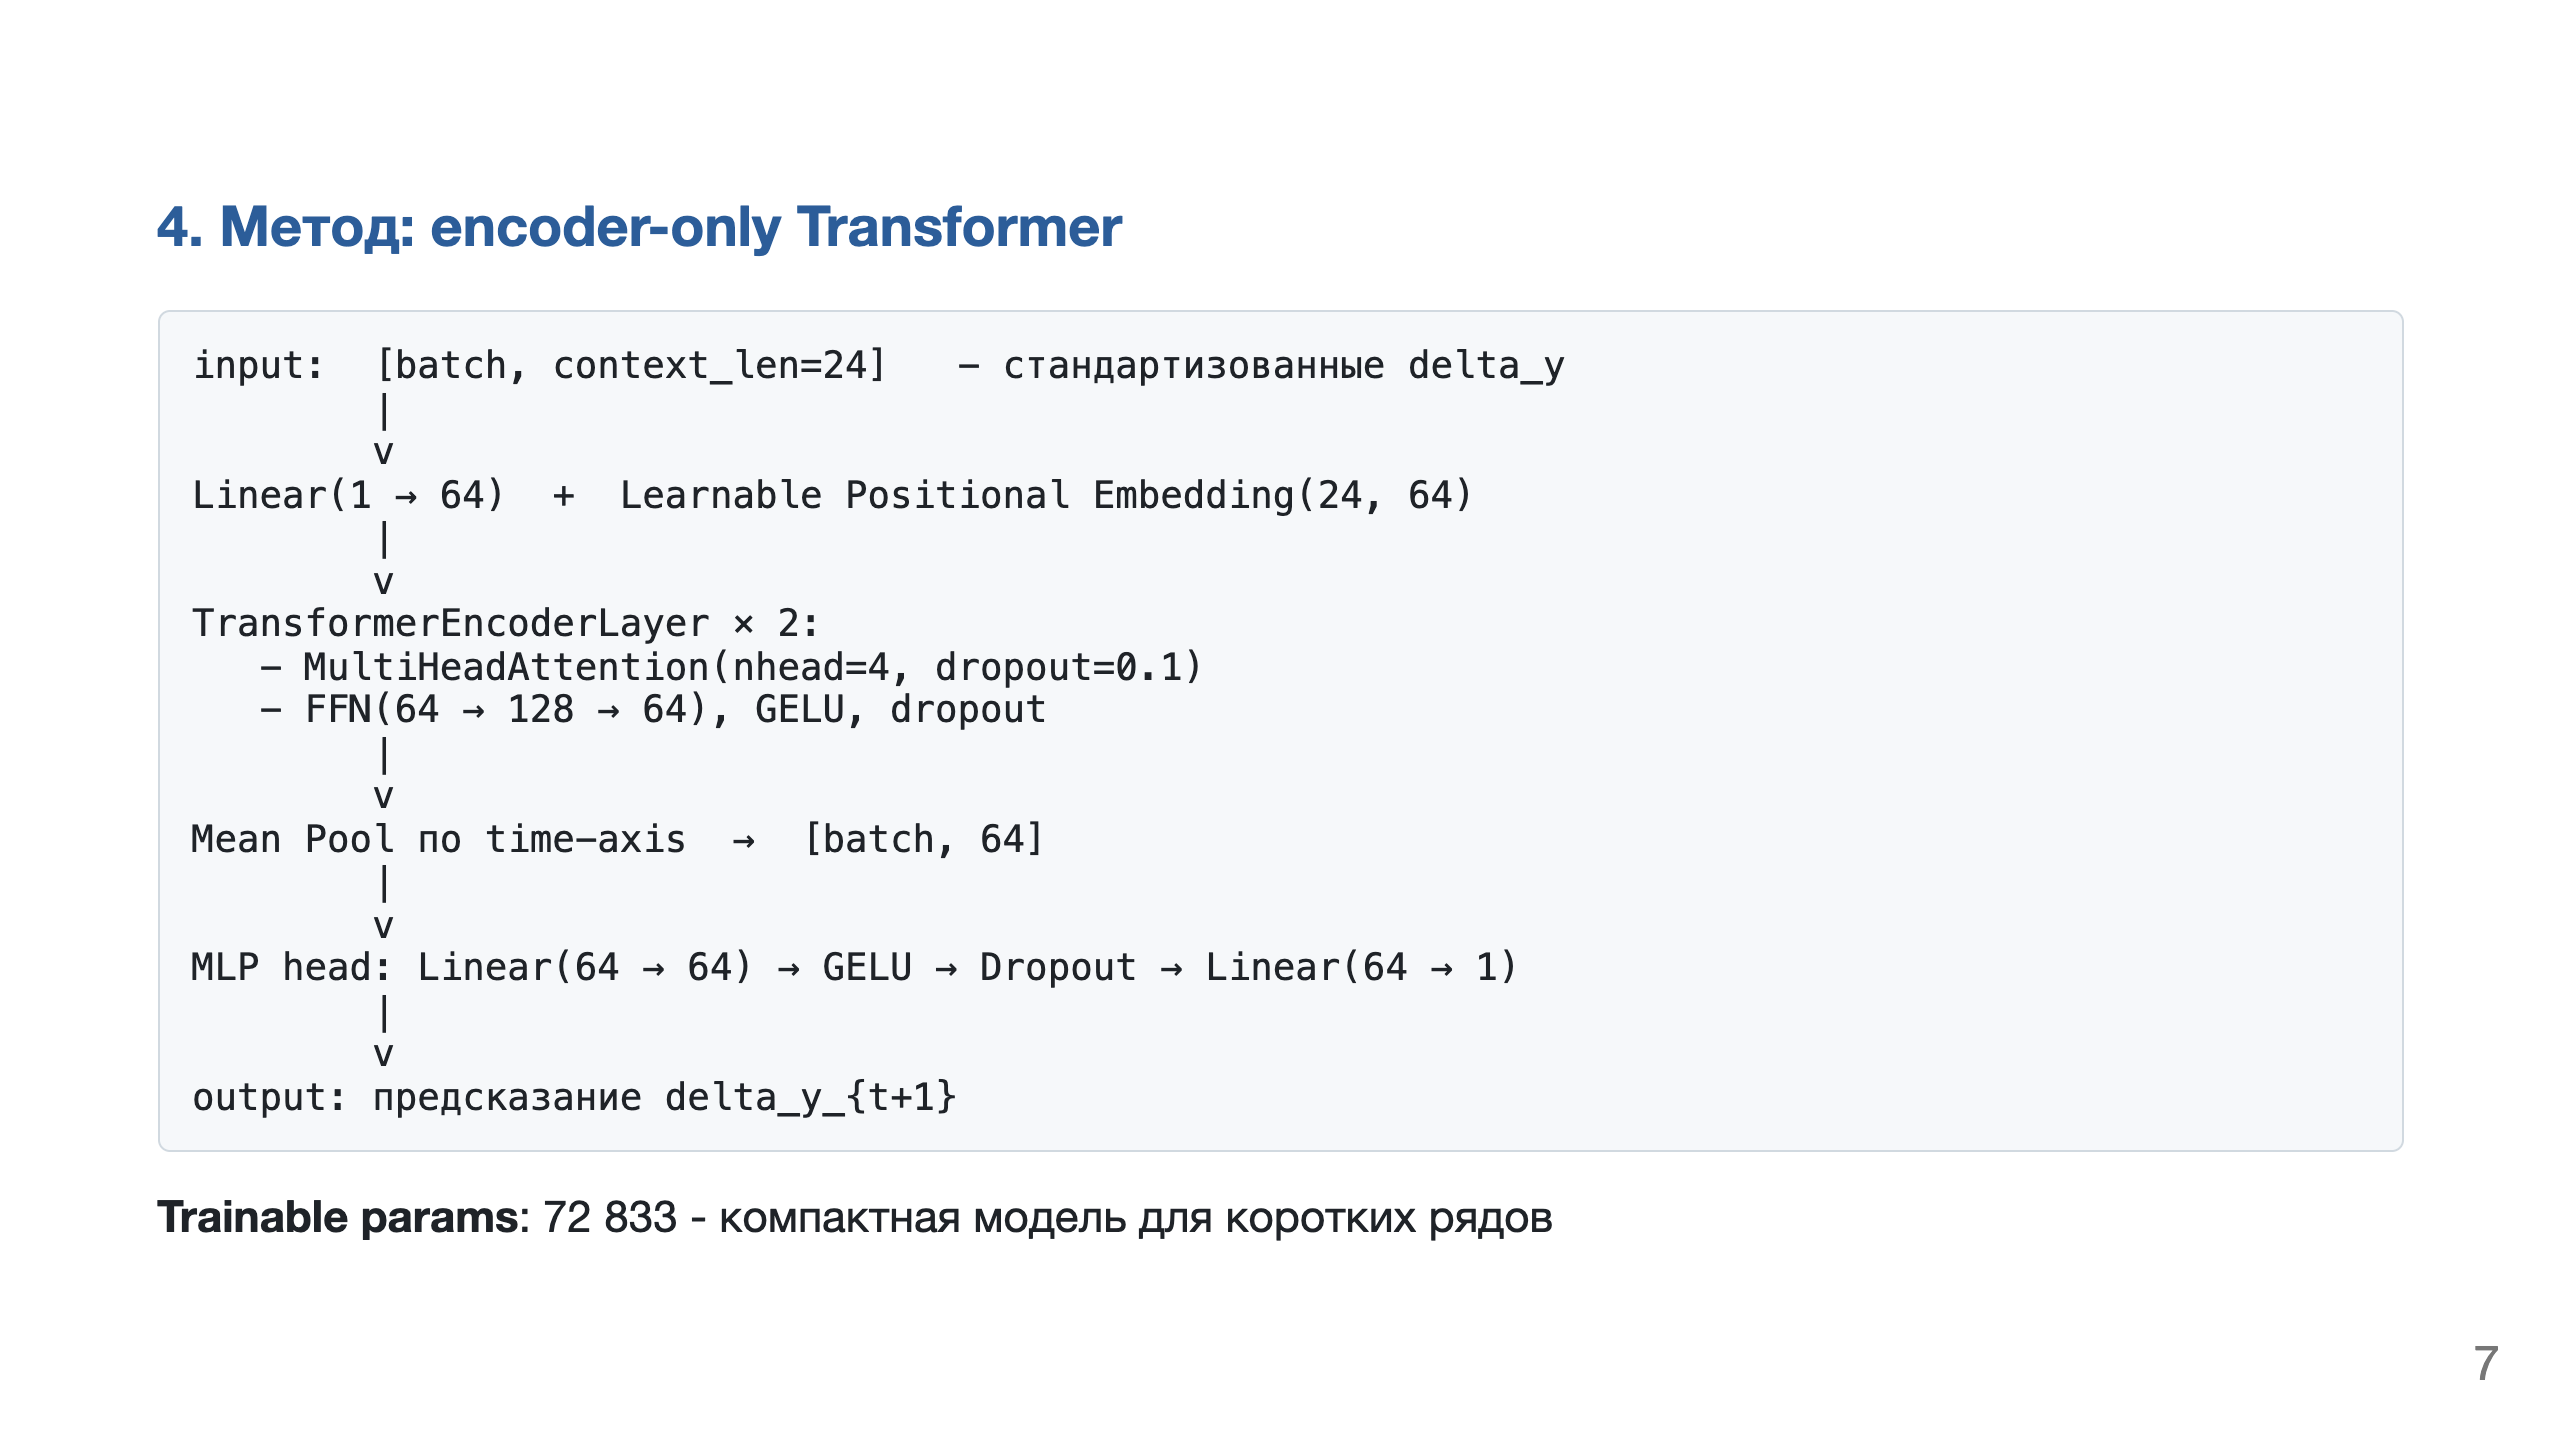 4. Метод: encoder-only Transformer
input:  [batch, context_len=24]   – стандартизованные delta_y
|
v
Linear(1 → 64)  +  Learnable Positional Embedding(24, 64)
|
v
TransformerEncoderLayer × 2:
– MultiHeadAttention(nhead=4, dropout=0.1)
– FFN(64 → 128 → 64), GELU, dropout
|
v
Mean Pool по time-axis  →  [batch, 64]
|
v
MLP head: Linear(64 → 64) → GELU → Dropout → Linear(64 → 1)
|
v
output: предсказание delta_y_{t+1}
Trainable params: 72 833 - компактная модель для коротких рядов
7